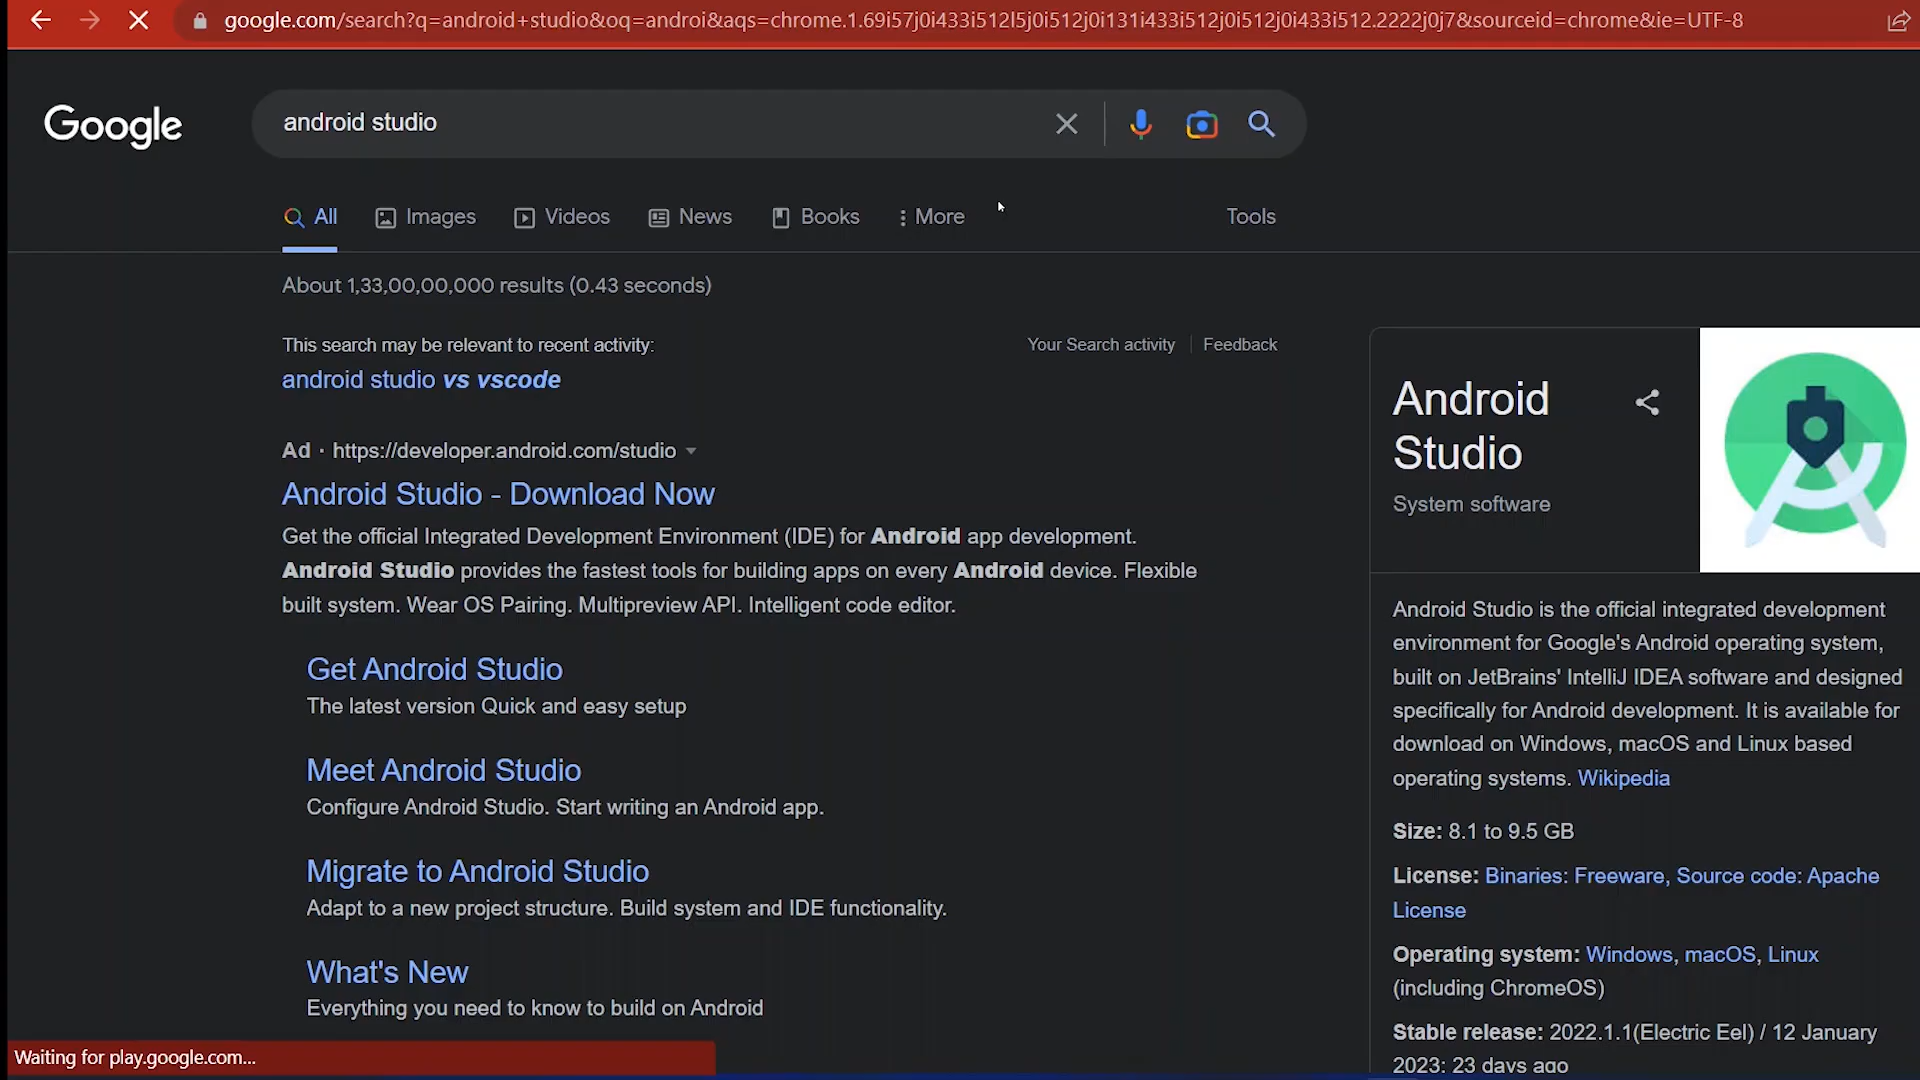 google.com/search?q=android+studio&oq=androi&aqs=chrome.1.69i57j0i433i512l5j0i512j0i131i433i512j0i512j0i433i512.2222j0j7&sourceid=chrome&ie=UTF-8
Google
android studio
All
Images
Videos
News
Books
More
Tools
About 1,33,00,00,000 results (0.43 seconds)
This search may be relevant to recent activity:
Your Search activity
Feedback
android studio vs vscode
Ad · https://developer.android.com/studio
Android Studio - Download Now
Get the official Integrated Development Environment (IDE) for Android app development.
Android Studio provides the fastest tools for building apps on every Android device. Flexible
built system. Wear OS Pairing. Multipreview API. Intelligent code editor.
Get Android Studio
The latest version Quick and easy setup
Meet Android Studio
Configure Android Studio. Start writing an Android app.
Migrate to Android Studio
Adapt to a new project structure. Build system and IDE functionality.
What's New
Everything you need to know to build on Android
Android
Studio
System software
Android Studio is the official integrated development
environment for Google's Android operating system,
built on JetBrains' IntelliJ IDEA software and designed
specifically for Android development. It is available for
download on Windows, macOS and Linux based
operating systems. Wikipedia
Size: 8.1 to 9.5 GB
License: Binaries: Freeware, Source code: Apache
License
Operating system: Windows, macOS, Linux
(including ChromeOS)
Stable release: 2022.1.1(Electric Eel) / 12 January
2023; 23 days ago
Waiting for play.google.com...